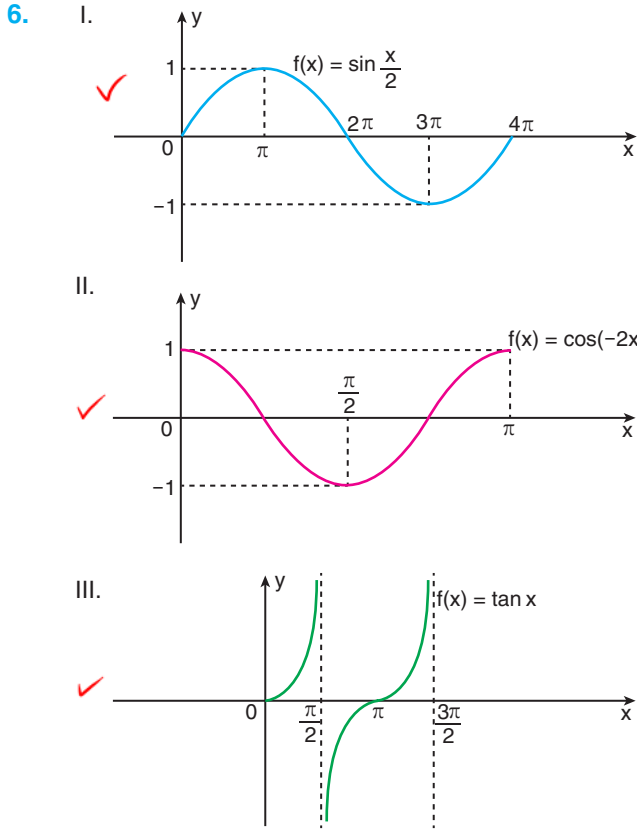 6. I.
y
1
f(x) = sin x/2
0
π
2π
3π
4π
x
−1
II.
y
1
f(x) = cos(−2x
π/2
0
π
x
−1
III.
y
f(x) = tan x
0
π/2
π
3π/2
x